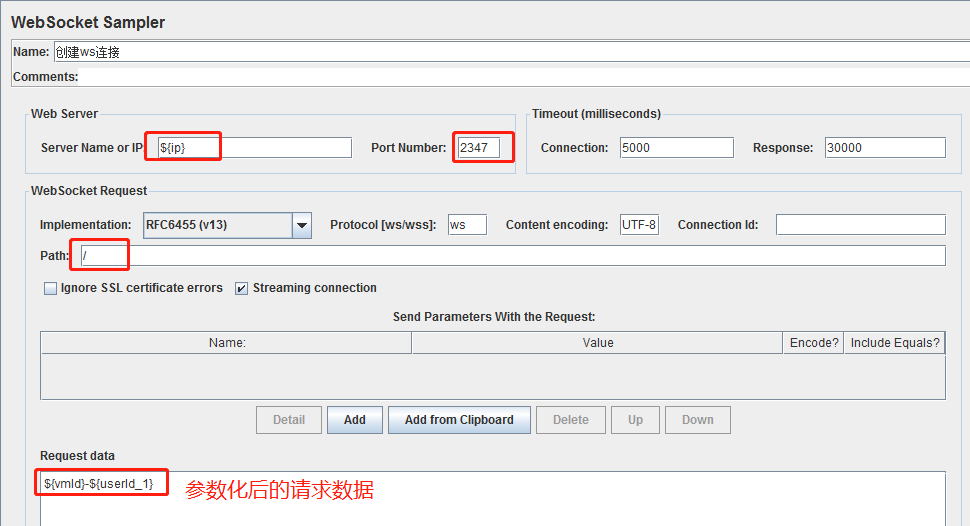 WebSocket Sampler
Name: 创建ws连接
Comments:
Web Server
Timeout (milliseconds)
Server Name or IP: ${ip} Port Number: 2347 Connection: 5000 Response: 30000
WebSocket Request
Implementation: RFC6455 (v13) Protocol [ws/wss]: ws Content encoding: UTF-8 Connection Id:
Path: /
Ignore SSL certificate errors Streaming connection
Send Parameters With the Request:
Name: Value Encode? Include Equals?
Detail Add Add from Clipboard Delete Up Down
Request data
${vmId}-${userId_1} 参数化后的请求数据